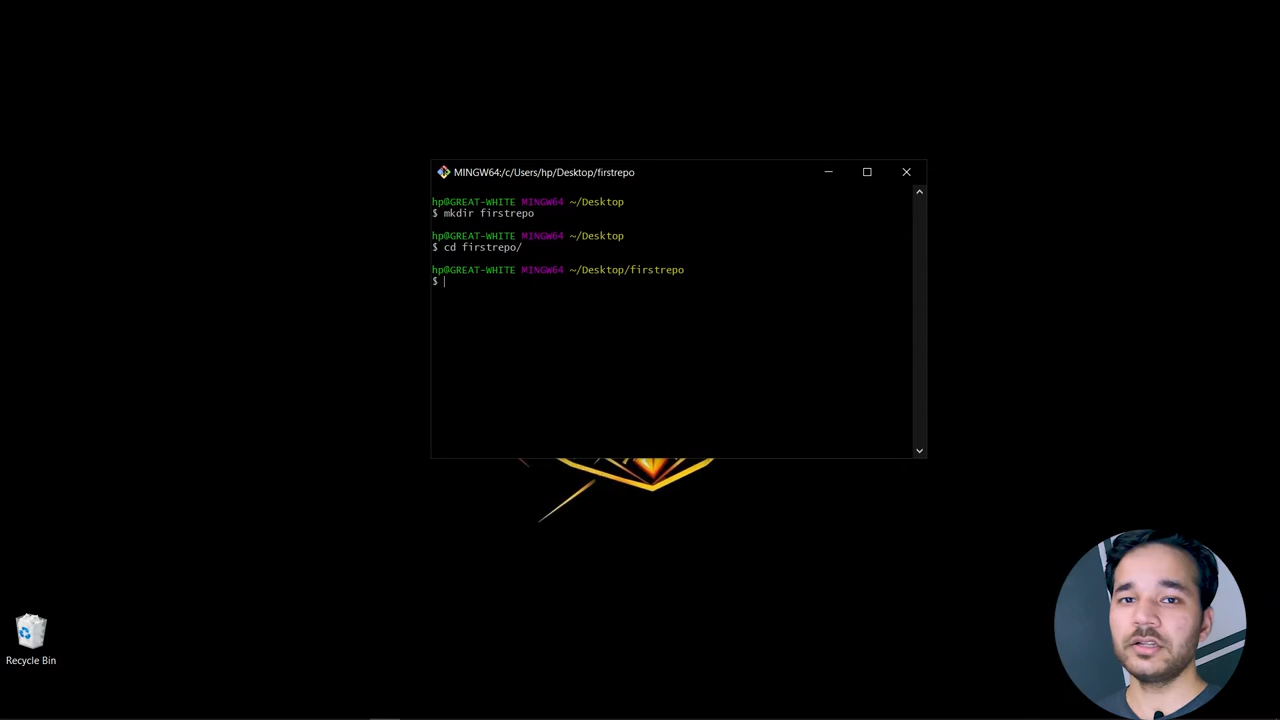 MINGW64:/c/Users/hp/Desktop/firstrepo
hp@GREAT-WHITE MINGW64 ~/Desktop
$ mkdir firstrepo
hp@GREAT-WHITE MINGW64 ~/Desktop
$ cd firstrepo/
hp@GREAT-WHITE MINGW64 ~/Desktop/firstrepo
$
Recycle Bin